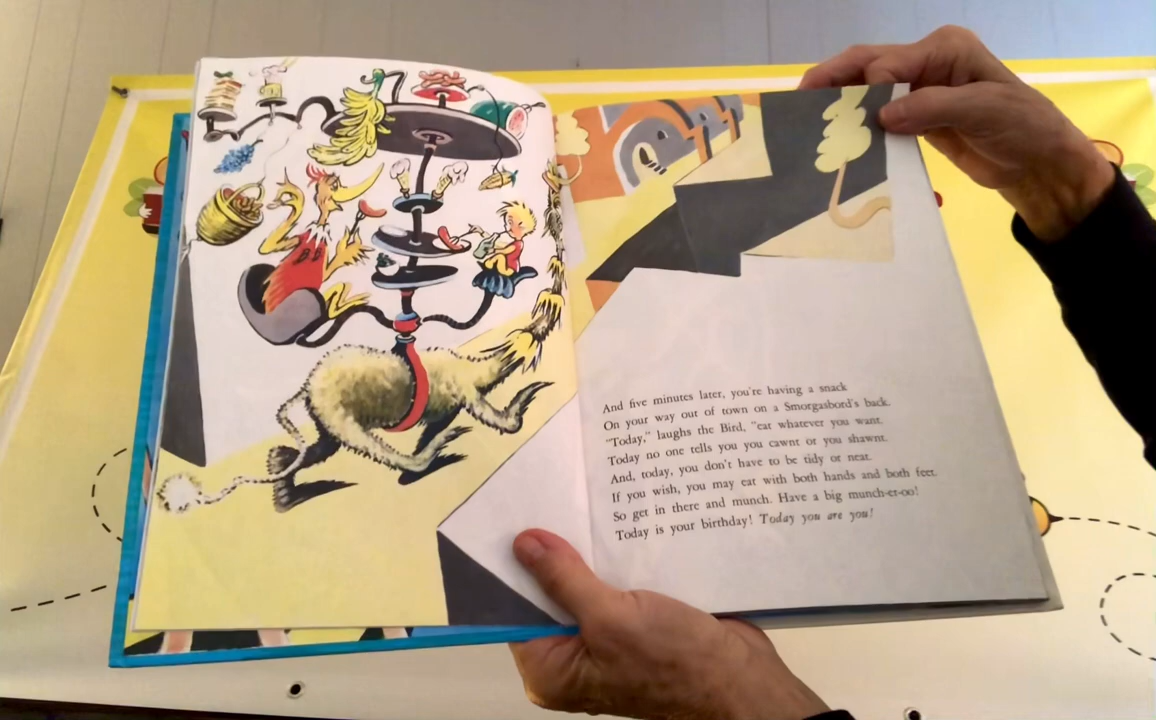 And five minutes later, you're having a snack
On your way out of town on a Smorgasbord's back.
"Today," laughs the Bird, "eat whatever you want.
Today no one tells you you cawnt or you shawnt.
And, today, you don't have to be tidy or neat.
If you wish, you may eat with both hands and both feet.
So get in there and munch. Have a big munch-er-oo!
Today is your birthday! Today you are you!